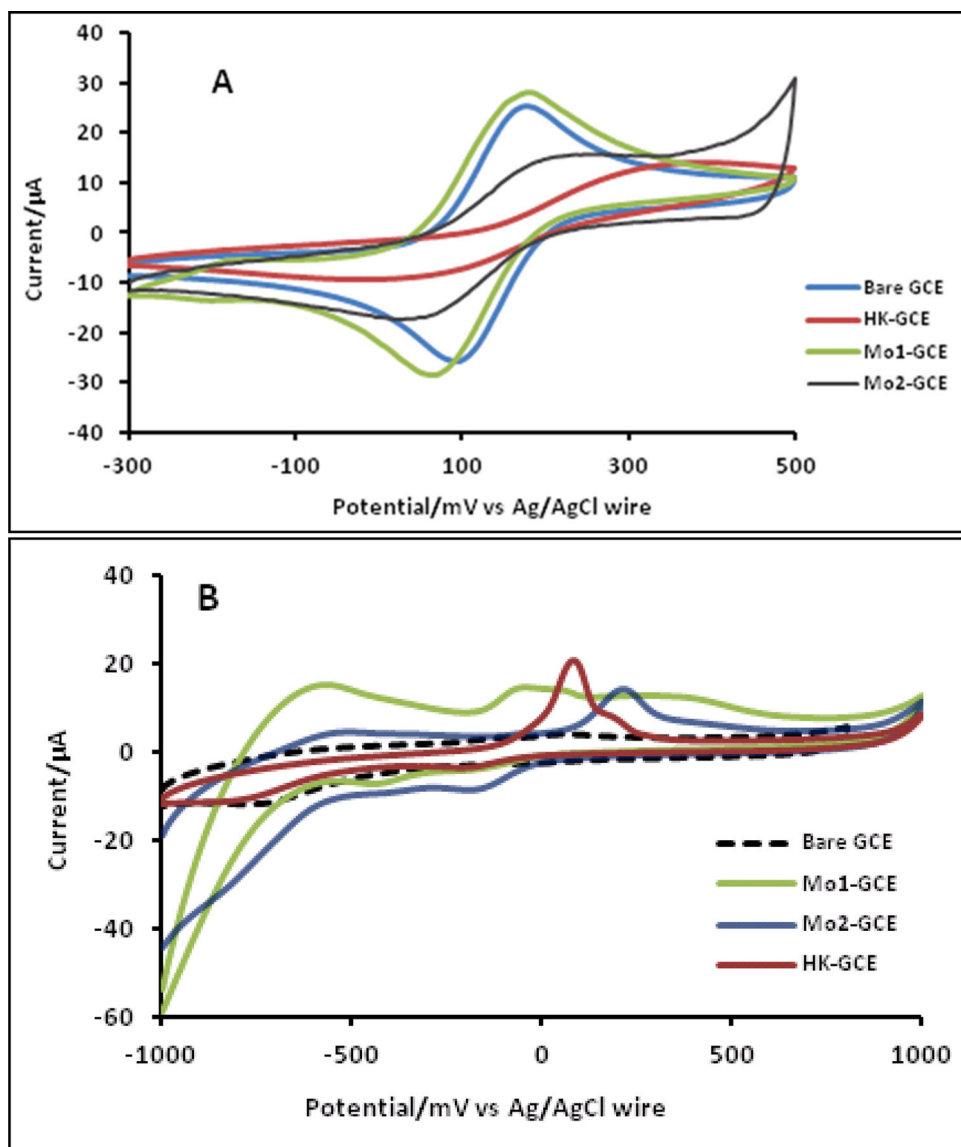 A
40
30
20
10
0
-10
-20
-30
-40
Current/µA
-300
-100
100
300
500
Potential/mV vs Ag/AgCl wire
Bare GCE
HK-GCE
Mo1-GCE
Mo2-GCE
B
40
20
0
-20
-40
-60
Current/µA
-1000
-500
0
500
1000
Potential/mV vs Ag/AgCl wire
Bare GCE
Mo1-GCE
Mo2-GCE
HK-GCE